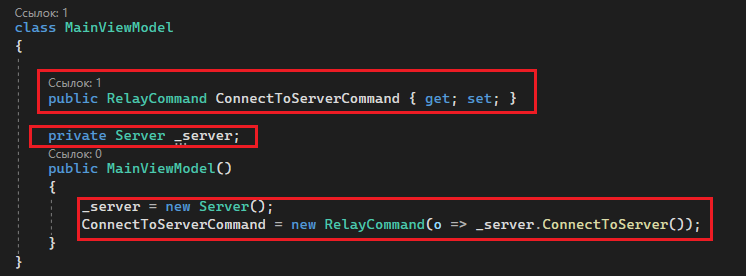 Ссылок: 1
class MainViewModel
{
Ссылок: 1
public RelayCommand ConnectToServerCommand { get; set; }
private Server _server;
Ссылок: 0
public MainViewModel()
{
_server = new Server();
ConnectToServerCommand = new RelayCommand(o => _server.ConnectToServer());
}
}